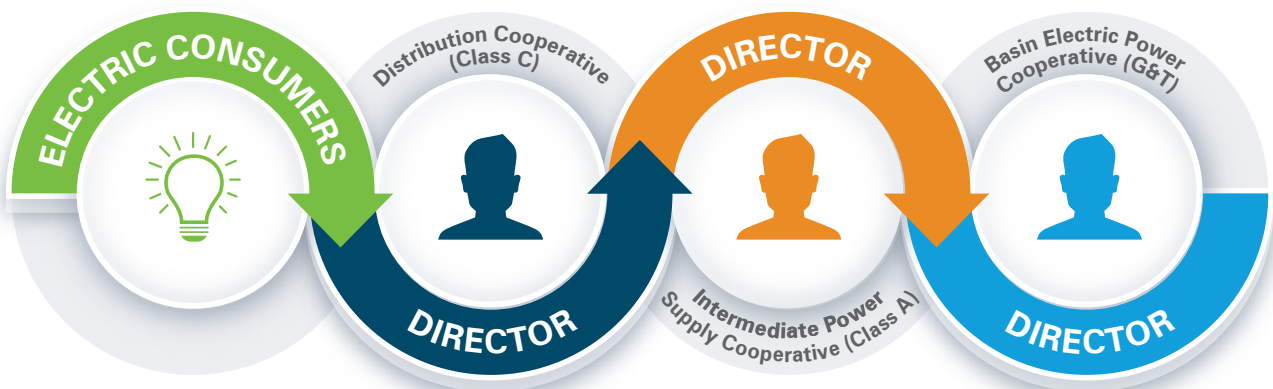 ELECTRIC CONSUMERS
Distribution Cooperative
(Class C)
DIRECTOR
DIRECTOR
Intermediate Power
Supply Cooperative (Class A)
Basin Electric Power
Cooperative (G&T)
DIRECTOR